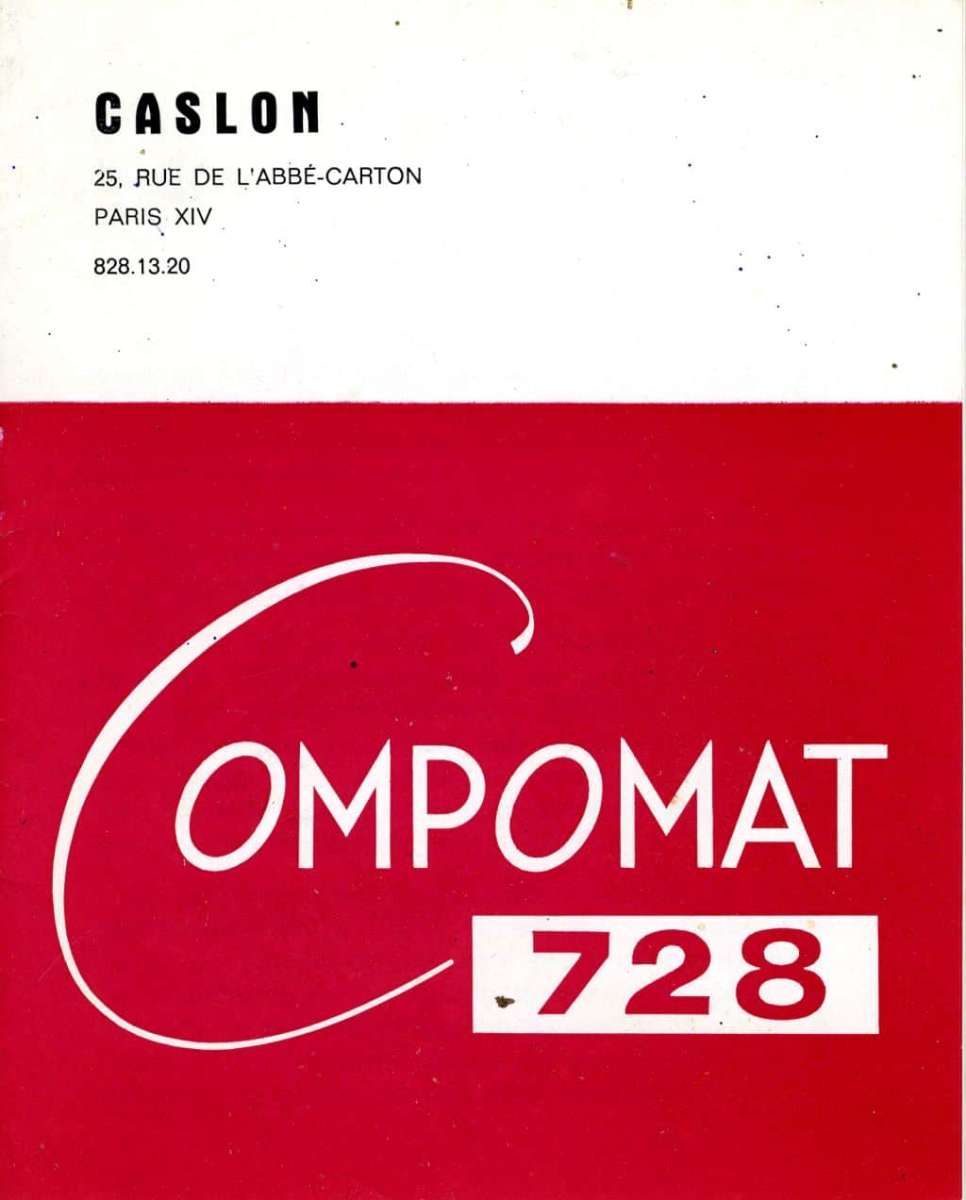 CASLON
25, RUE DE L'ABBÉ-CARTON
PARIS XIV
828.13.20
COMPOMAT
728